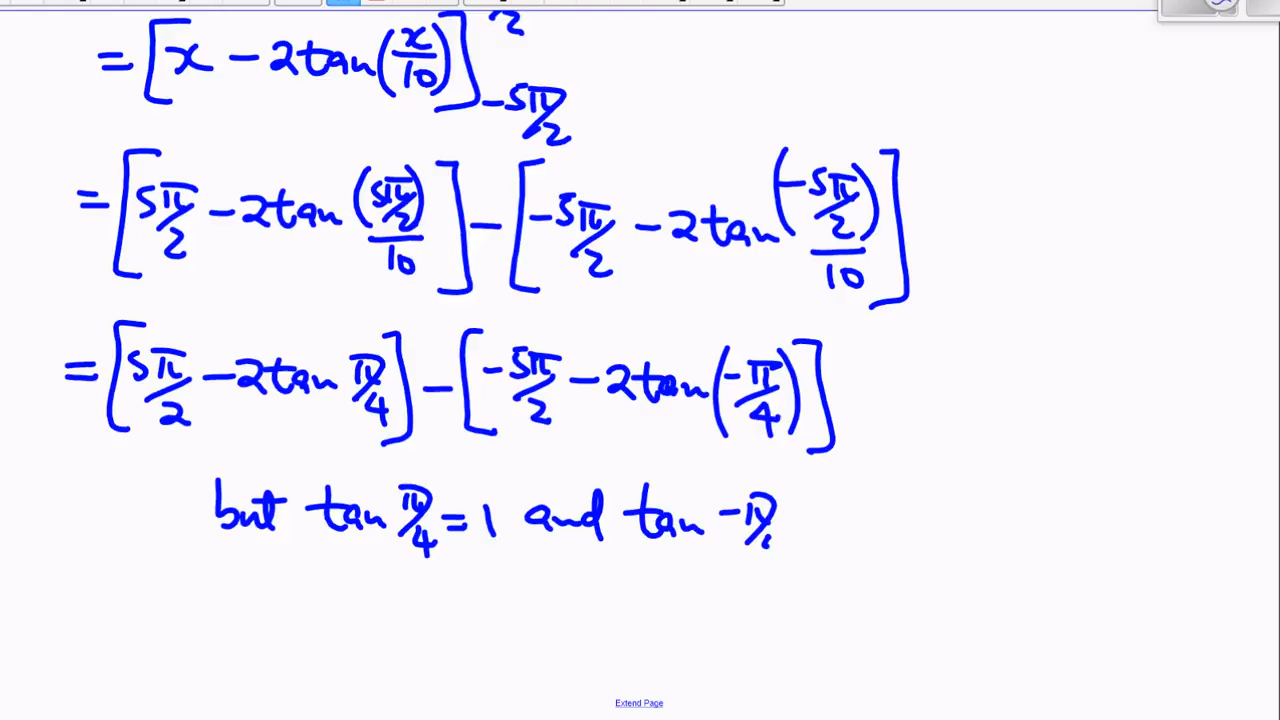 = [x - 2tan(x/10)] 2 -5π/2
= [5π/2 - 2tan (5π/2)/10] - [-5π/2 - 2tan (-5π/2)/10]
= [5π/2 - 2tan π/4] - [-5π/2 - 2tan(-π/4)]
but tan π/4 = 1 and tan -π/
Extend Page